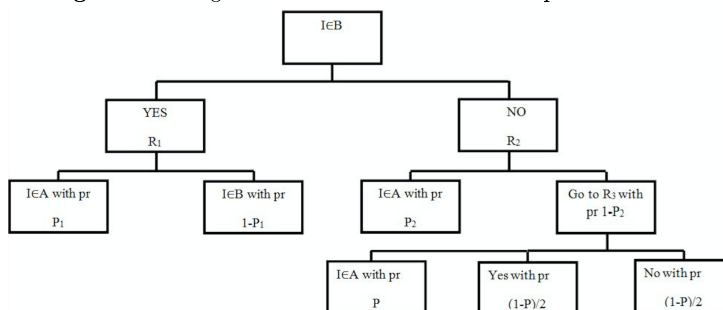 I∈B
YES
R1
NO
R2
I∈A with pr
P1
I∈B with pr
1-P1
I∈A with pr
P2
Go to R3 with
pr 1-P2
I∈A with pr
P
Yes with pr
(1-P)/2
No with pr
(1-P)/2